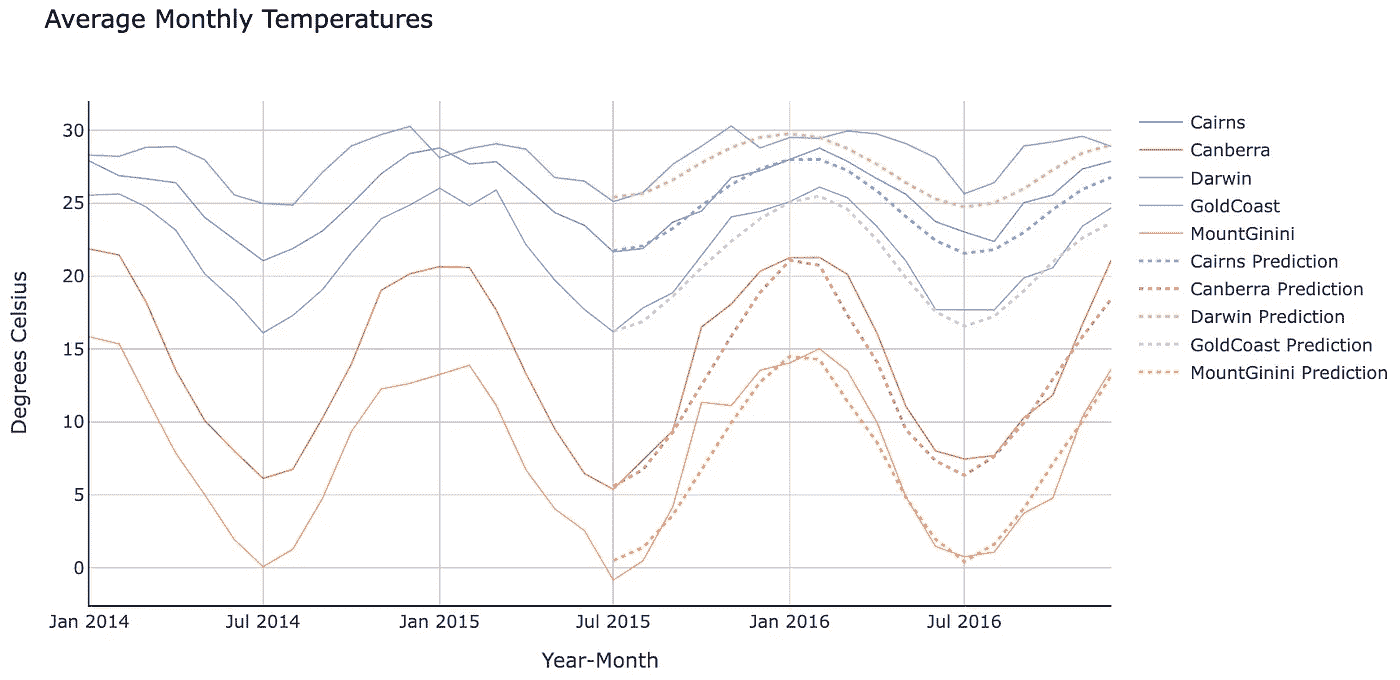 Average Monthly Temperatures
30
25
20
15
10
5
0
Degrees Celsius
Jan 2014
Jul 2014
Jan 2015
Jul 2015
Jan 2016
Jul 2016
Year-Month
Cairns
Canberra
Darwin
GoldCoast
MountGinini
Cairns Prediction
Canberra Prediction
Darwin Prediction
GoldCoast Prediction
MountGinini Prediction